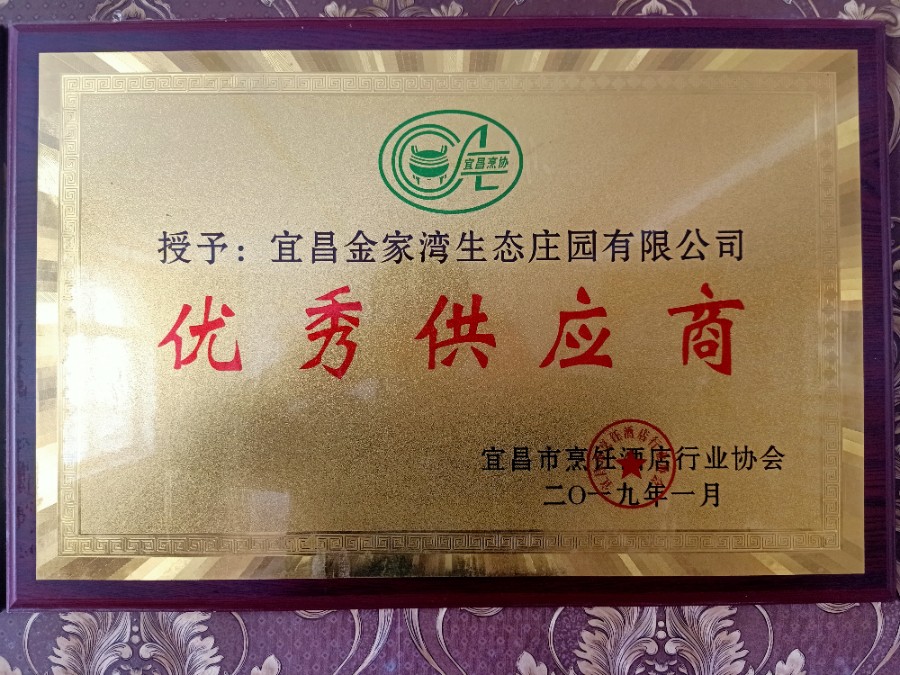 宜昌烹协
授予：宜昌金家湾生态庄园有限公司
优秀供应商
宜昌市烹饪酒店行业协会
二〇一九年一月